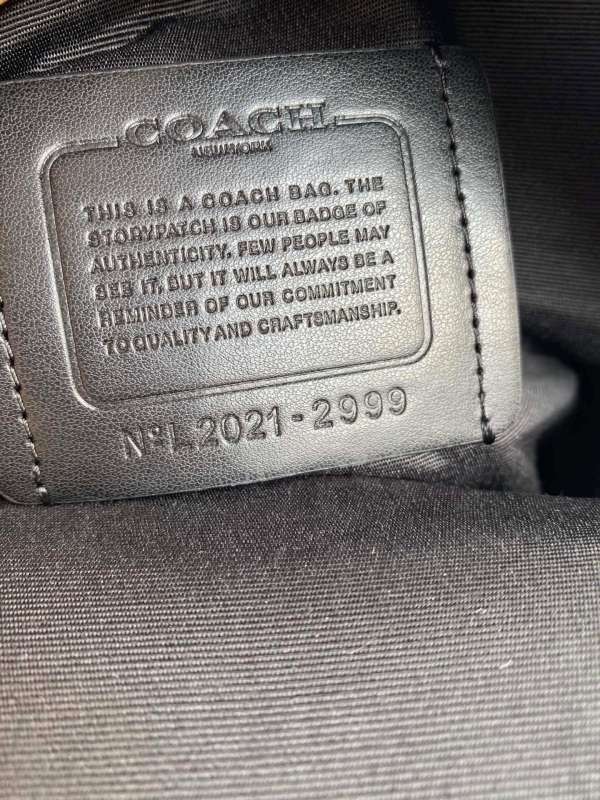 COACH
NEW YORK
THIS IS A COACH BAG. THE
STORYPATCH IS OUR BADGE OF
AUTHENTICITY. FEW PEOPLE MAY
SEE IT, BUT IT WILL ALWAYS BE A
REMINDER OF OUR COMMITMENT
TO QUALITY AND CRAFTSMANSHIP.
Nº L2021-2999